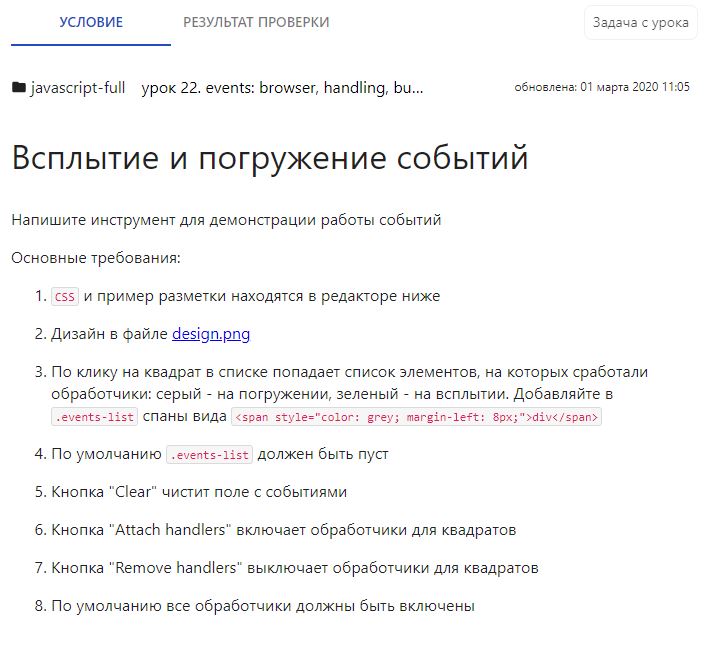 УСЛОВИЕ РЕЗУЛЬТАТ ПРОВЕРКИ Задача с урока
javascript-full урок 22. events: browser, handling, bu... обновлена: 01 марта 2020 11:05
Всплытие и погружение событий
Напишите инструмент для демонстрации работы событий
Основные требования:
1. CSS и пример разметки находятся в редакторе ниже
2. Дизайн в файле design.png
3. По клику на квадрат в списке попадает список элементов, на которых сработали
обработчики: серый - на погружении, зеленый - на всплытии. Добавляйте в
.events-list спаны вида <span style="color: grey; margin-left: 8px;">div</span>
4. По умолчанию .events-list должен быть пуст
5. Кнопка "Clear" чистит поле с событиями
6. Кнопка "Attach handlers" включает обработчики для квадратов
7. Кнопка "Remove handlers" выключает обработчики для квадратов
8. По умолчанию все обработчики должны быть включены